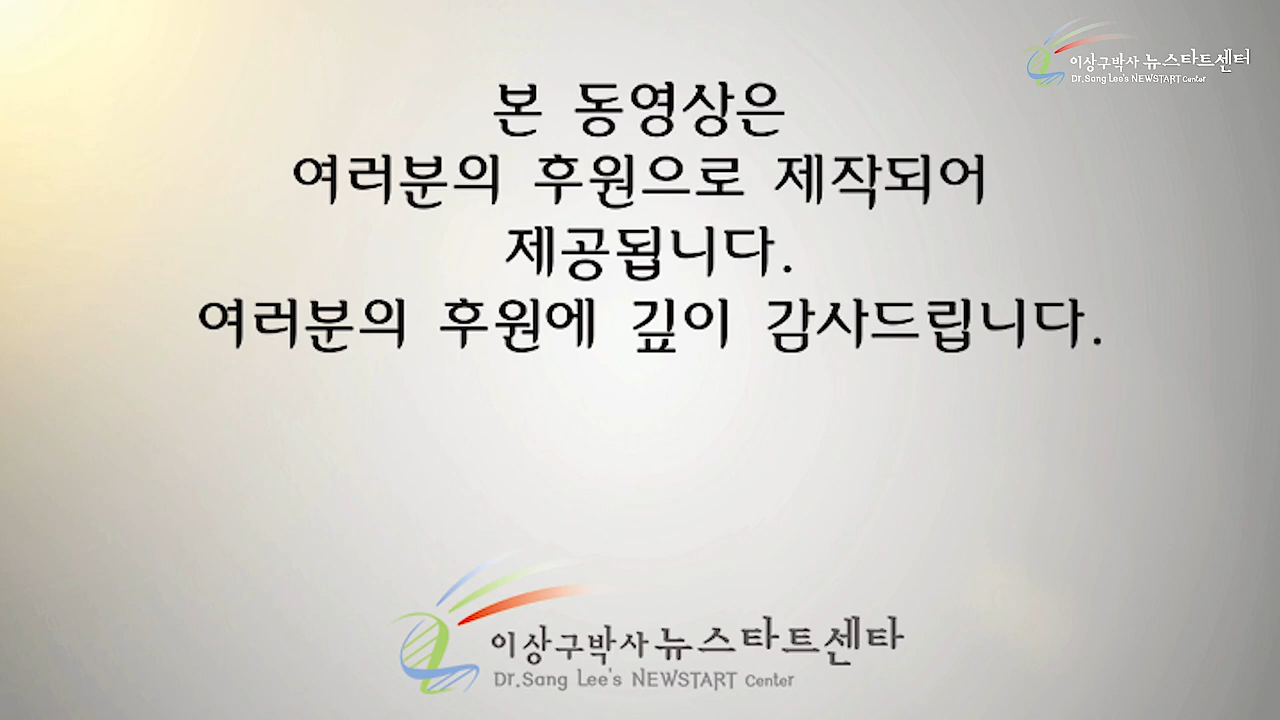 이상구박사 뉴스타트센터
Dr.Sang Lee's NEWSTART Center
본 동영상은
여러분의 후원으로 제작되어
제공됩니다.
여러분의 후원에 깊이 감사드립니다.
이상구박사 뉴스타트센타
Dr.Sang Lee's NEWSTART Center